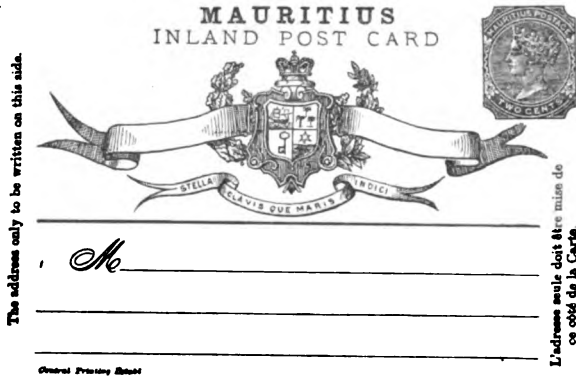 MAURITIUS
INLAND POST CARD
MAURITIUS POSTAGE
TWO CENTS
The address only to be written on this side.
STELLA CLAVIS QUE MARIS INDICI
M
L'adresse seule doit être mise de
ce côté de la Carte.
General Printing Establt